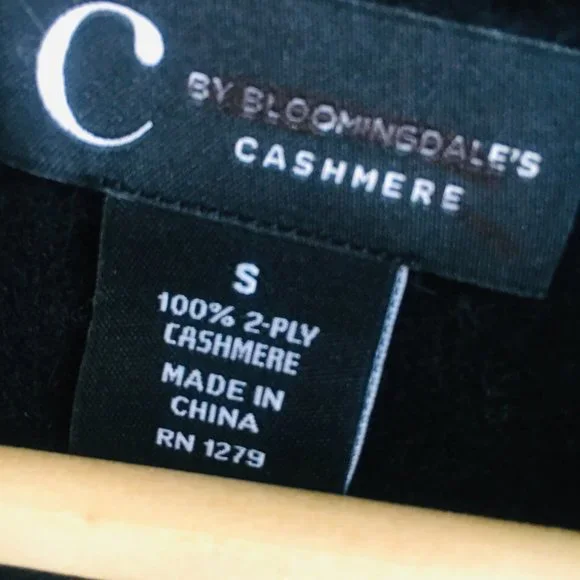 C
BY BLOOMINGDALE'S
CASHMERE
S
100% 2-PLY
CASHMERE
MADE IN
CHINA
RN 1279